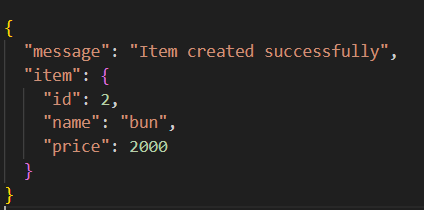 {
  "message": "Item created successfully",
  "item": {
    "id": 2,
    "name": "bun",
    "price": 2000
  }
}